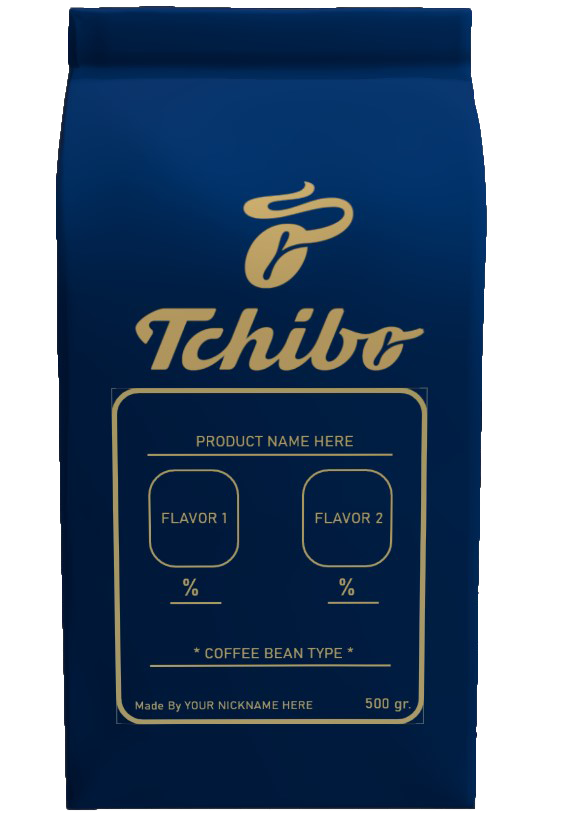 Tchibo
PRODUCT NAME HERE
FLAVOR 1 FLAVOR 2
% %
* COFFEE BEAN TYPE *
Made By YOUR NICKNAME HERE 500 gr.